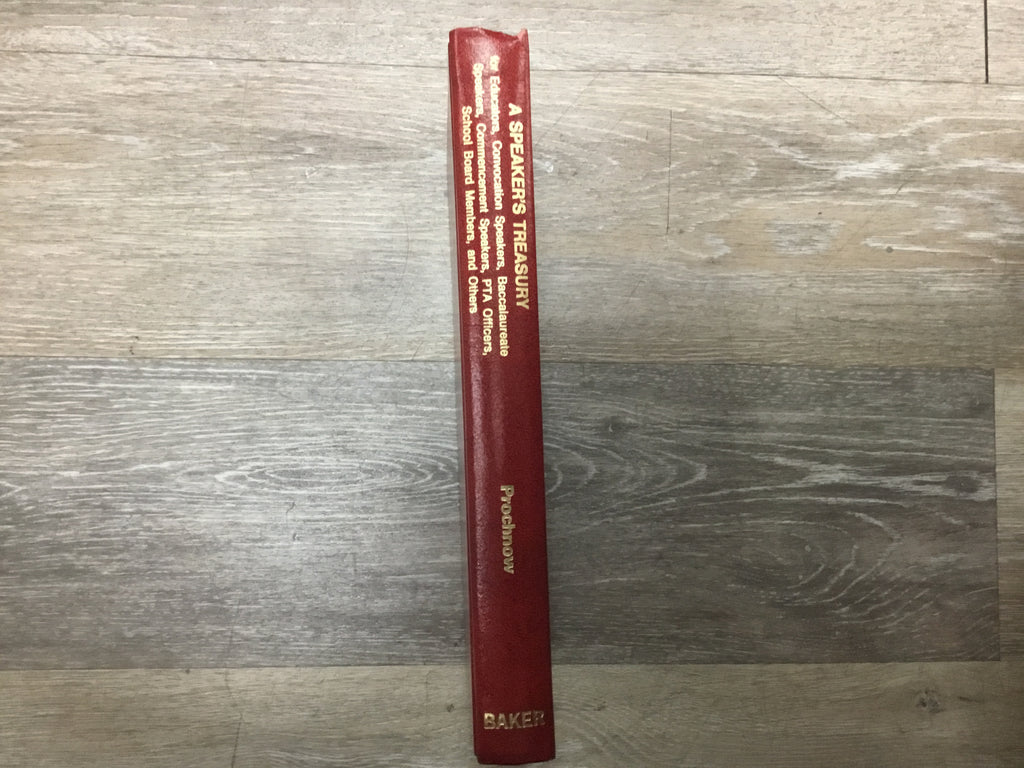 A SPEAKER'S TREASURY
for Educators, Convocation Speakers, Baccalaureate
Speakers, Commencement Speakers, PTA Officers,
School Board Members, and Others
Prochnow
BAKER